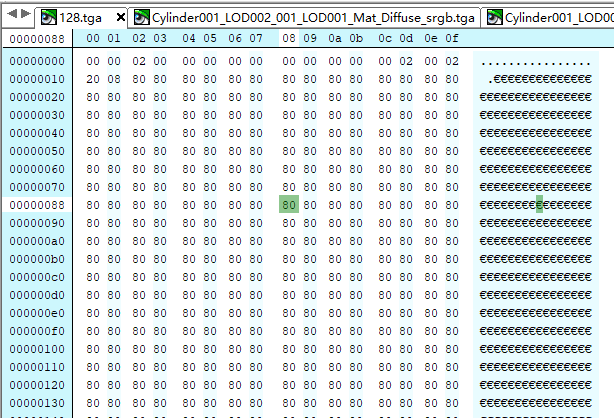 128.tga Cylinder001_LOD002_001_LOD001_Mat_Diffuse_srgb.tga Cylinder001_LOD00
00000088 00 01 02 03 04 05 06 07 08 09 0a 0b 0c 0d 0e 0f
00000000 00 00 02 00 00 00 00 00 00 00 00 00 00 02 00 02 ................
00000010 20 08 80 80 80 80 80 80 80 80 80 80 80 80 80 80 .€€€€€€€€€€€€€€
00000020 80 80 80 80 80 80 80 80 80 80 80 80 80 80 80 80 €€€€€€€€€€€€€€€€
00000030 80 80 80 80 80 80 80 80 80 80 80 80 80 80 80 80 €€€€€€€€€€€€€€€€
00000040 80 80 80 80 80 80 80 80 80 80 80 80 80 80 80 80 €€€€€€€€€€€€€€€€
00000050 80 80 80 80 80 80 80 80 80 80 80 80 80 80 80 80 €€€€€€€€€€€€€€€€
00000060 80 80 80 80 80 80 80 80 80 80 80 80 80 80 80 80 €€€€€€€€€€€€€€€€
00000070 80 80 80 80 80 80 80 80 80 80 80 80 80 80 80 80 €€€€€€€€€€€€€€€€
00000088 80 80 80 80 80 80 80 80 80 80 80 80 80 80 80 80 €€€€€€€€€€€€€€€€
00000090 80 80 80 80 80 80 80 80 80 80 80 80 80 80 80 80 €€€€€€€€€€€€€€€€
000000a0 80 80 80 80 80 80 80 80 80 80 80 80 80 80 80 80 €€€€€€€€€€€€€€€€
000000b0 80 80 80 80 80 80 80 80 80 80 80 80 80 80 80 80 €€€€€€€€€€€€€€€€
000000c0 80 80 80 80 80 80 80 80 80 80 80 80 80 80 80 80 €€€€€€€€€€€€€€€€
000000d0 80 80 80 80 80 80 80 80 80 80 80 80 80 80 80 80 €€€€€€€€€€€€€€€€
000000e0 80 80 80 80 80 80 80 80 80 80 80 80 80 80 80 80 €€€€€€€€€€€€€€€€
000000f0 80 80 80 80 80 80 80 80 80 80 80 80 80 80 80 80 €€€€€€€€€€€€€€€€
00000100 80 80 80 80 80 80 80 80 80 80 80 80 80 80 80 80 €€€€€€€€€€€€€€€€
00000110 80 80 80 80 80 80 80 80 80 80 80 80 80 80 80 80 €€€€€€€€€€€€€€€€
00000120 80 80 80 80 80 80 80 80 80 80 80 80 80 80 80 80 €€€€€€€€€€€€€€€€
00000130 80 80 80 80 80 80 80 80 80 80 80 80 80 80 80 80 €€€€€€€€€€€€€€€€